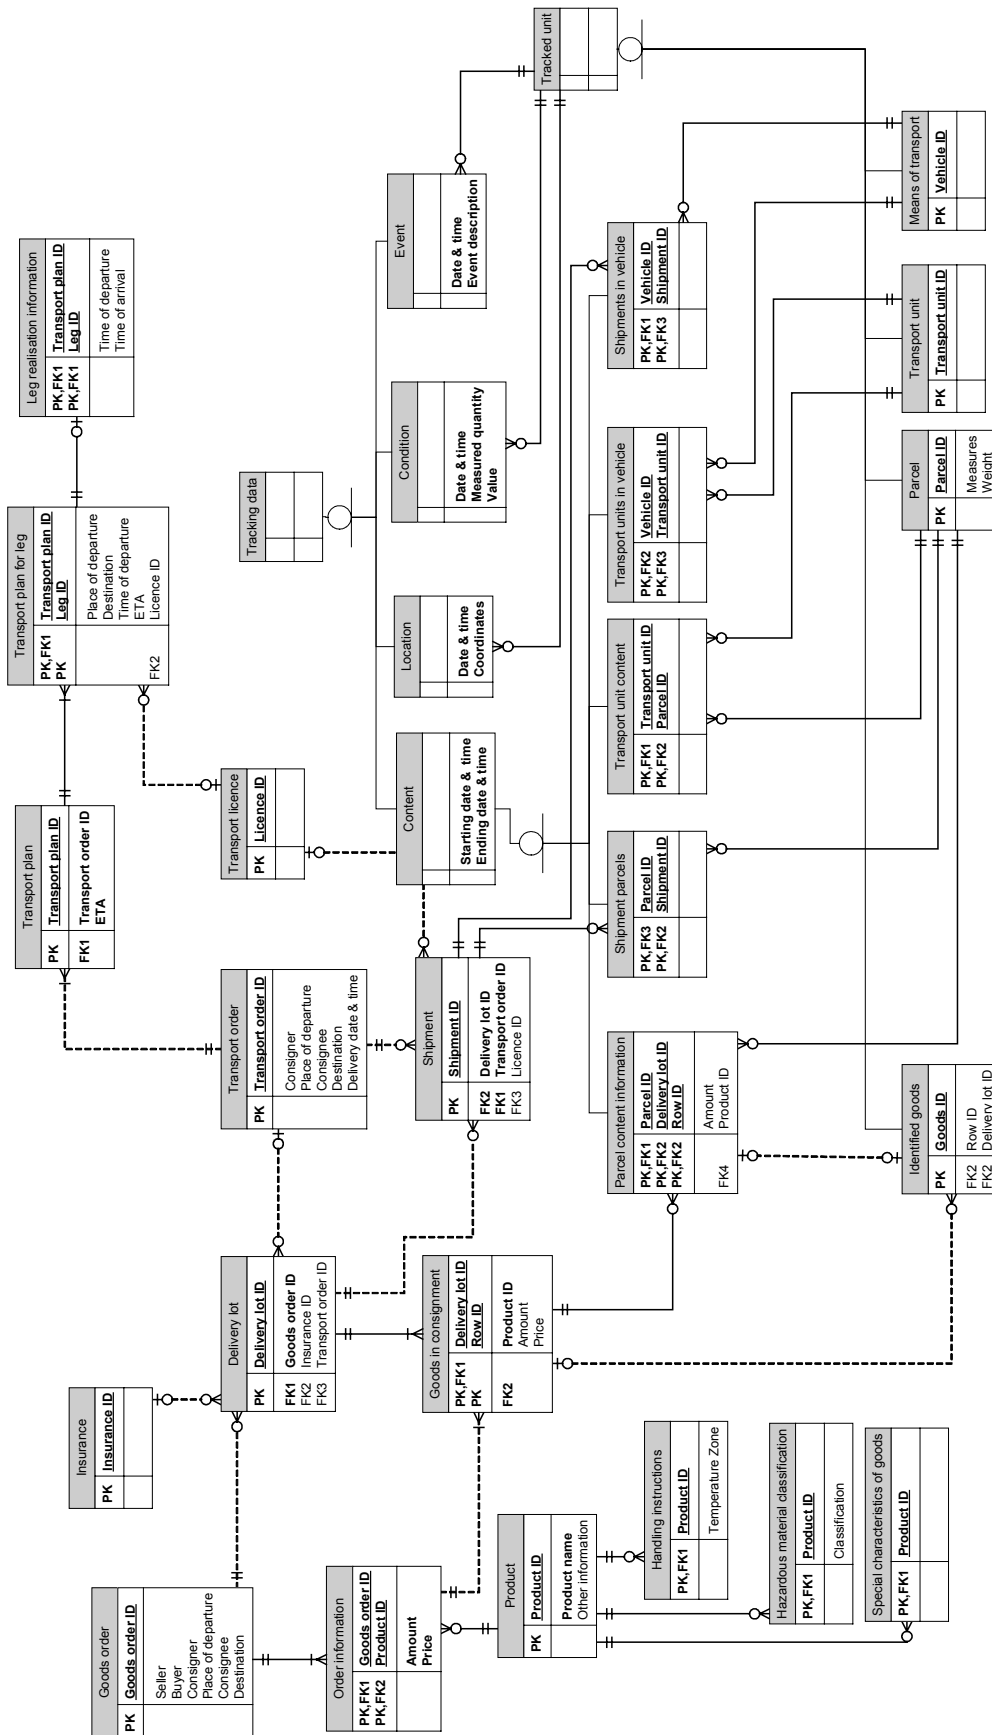 Goods order
PK Goods order ID
Seller
Buyer
Consigner
Place of departure
Consignee
Destination
Insurance
PK Insurance ID
Delivery lot
PK Delivery lot ID
FK1 Goods order ID
FK2 Insurance ID
FK3 Transport order ID
Transport order
PK Transport order ID
Consigner
Place of departure
Consignee
Destination
Delivery date & time
Transport plan
PK Transport plan ID
FK1 Transport order ID
ETA
Transport plan for leg
PK,FK1 Transport plan ID
PK Leg ID
Place of departure
Destination
Time of departure
ETA
FK2 Licence ID
Leg realisation information
PK,FK1 Transport plan ID
PK,FK1 Leg ID
Time of departure
Time of arrival
Transport licence
PK Licence ID
Tracking data
Order information
PK,FK1 Goods order ID
PK,FK2 Product ID
Amount
Price
Goods in consignment
PK,FK1 Delivery lot ID
PK Row ID
FK2 Product ID
Amount
Price
Shipment
PK Shipment ID
FK2 Delivery lot ID
FK1 Transport order ID
FK3 Licence ID
Content
Starting date & time
Ending date & time
Location
Date & time
Coordinates
Condition
Date & time
Measured quantity
Value
Event
Date & time
Event description
Tracked unit
Product
PK Product ID
Product name
Other information
Handling instructions
PK,FK1 Product ID
Temperature Zone
Hazardous material classification
PK,FK1 Product ID
Classification
Special characteristics of goods
PK,FK1 Product ID
Parcel content information
PK,FK1 Parcel ID
PK,FK2 Delivery lot ID
PK,FK2 Row ID
Amount
FK4 Product ID
Shipment parcels
PK,FK3 Parcel ID
PK,FK2 Shipment ID
Transport unit content
PK,FK1 Transport unit ID
PK,FK2 Parcel ID
Transport units in vehicle
PK,FK2 Vehicle ID
PK,FK3 Transport unit ID
Shipments in vehicle
PK,FK1 Vehicle ID
PK,FK3 Shipment ID
Identified goods
PK Goods ID
FK2 Row ID
FK2 Delivery lot ID
Parcel
PK Parcel ID
Measures
Weight
Transport unit
PK Transport unit ID
Means of transport
PK Vehicle ID